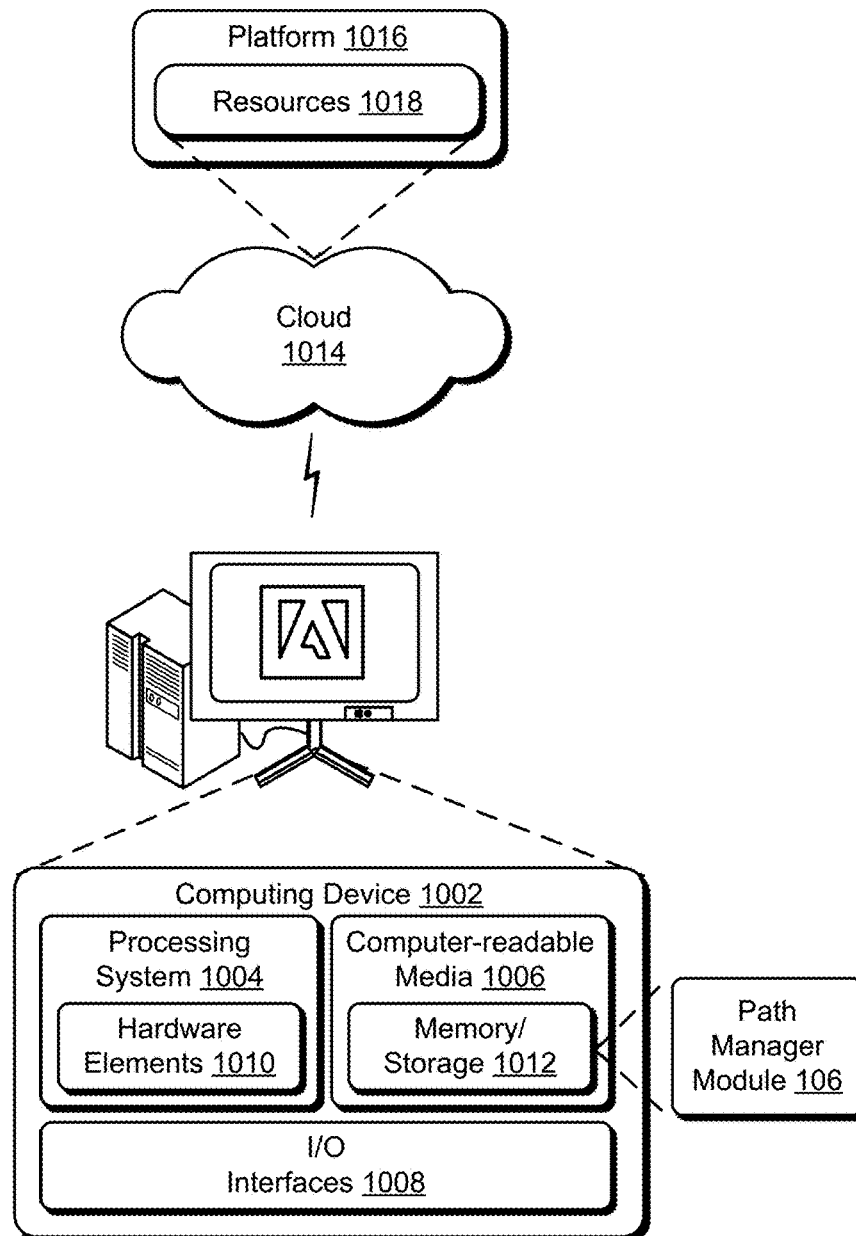 Platform 1016
Resources 1018
Cloud
1014
Computing Device 1002
Processing
System 1004
Hardware
Elements 1010
Computer-readable
Media 1006
Memory/
Storage 1012
Path
Manager
Module 106
I/O
Interfaces 1008